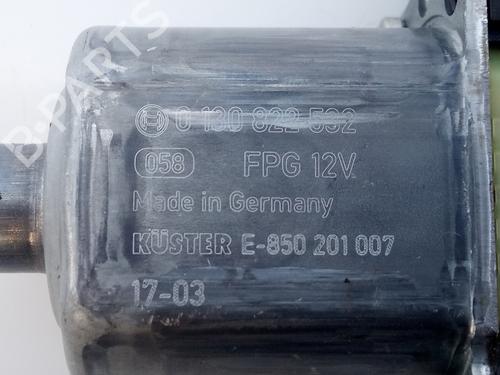 0 130 822 532
058 FPG 12V
Made in Germany
KÜSTER E-850 201 007
17-03
B-PARTS